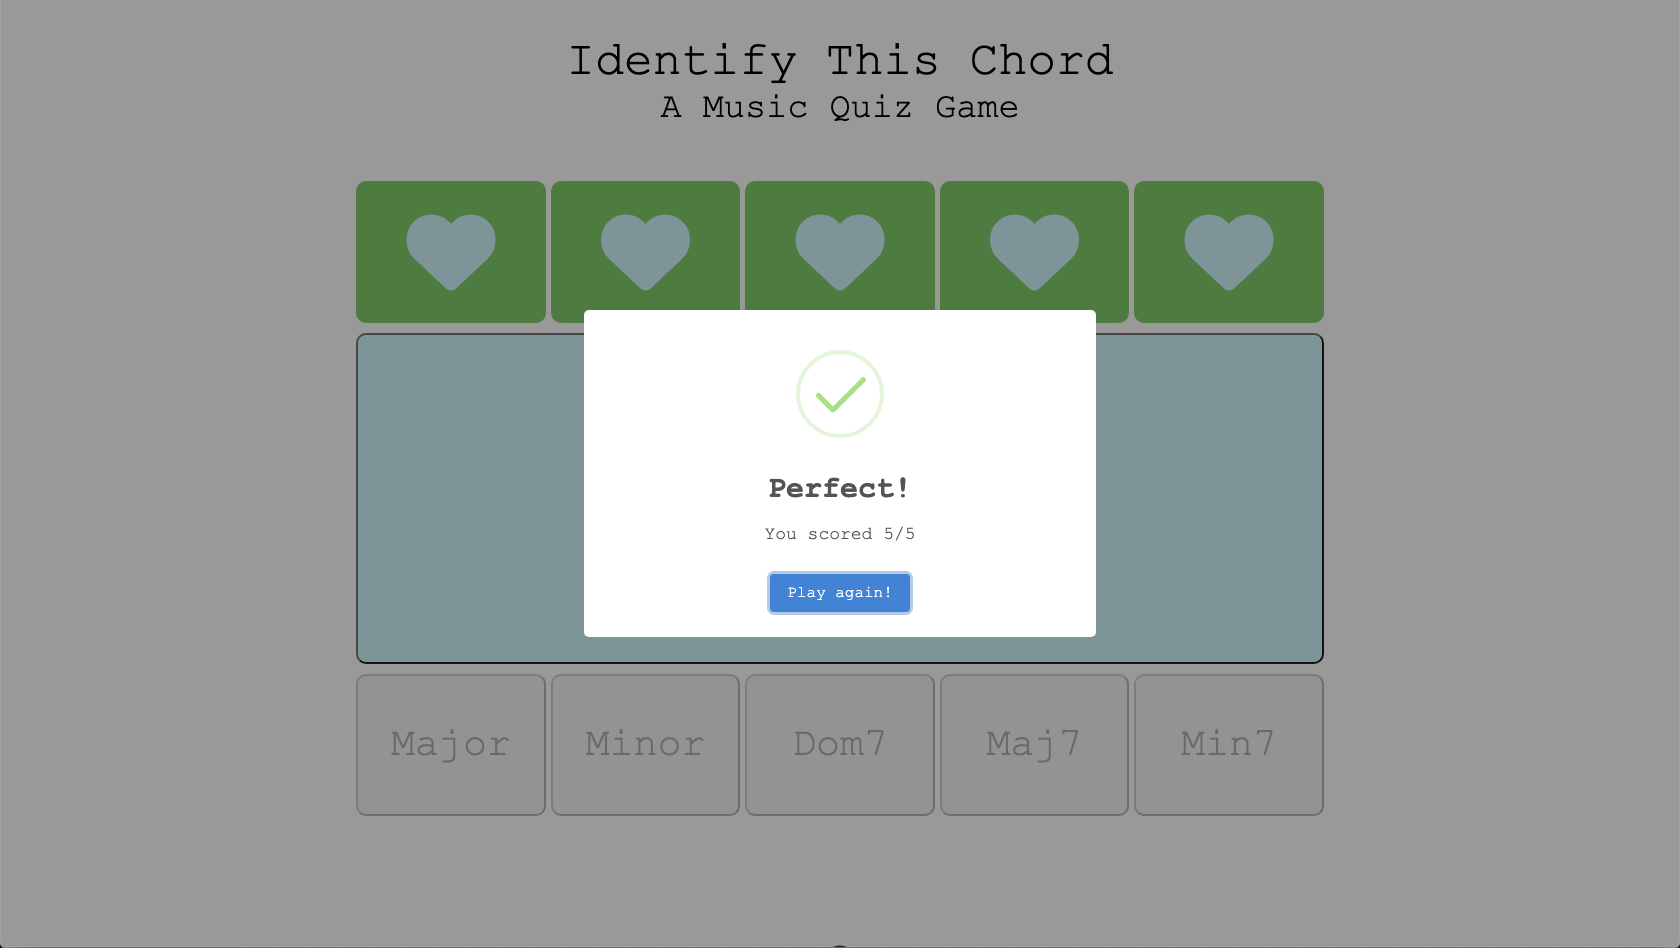 Identify This Chord
A Music Quiz Game
Perfect!
You scored 5/5
Play again!
Major Minor Dom7 Maj7 Min7